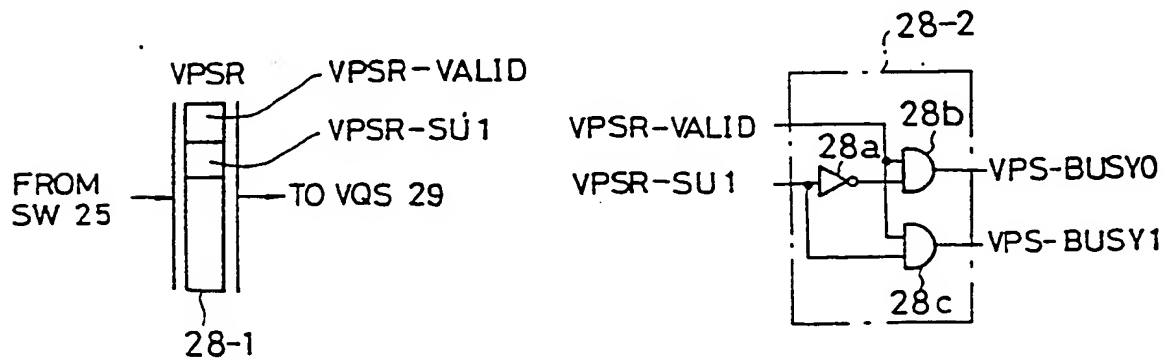 VPSR
VPSR-VALID
VPSR-SU1
FROM
SW 25
TO VQS 29
28-1
28-2
VPSR-VALID
VPSR-SU1
28a
28b
28c
VPS-BUSY0
VPS-BUSY1